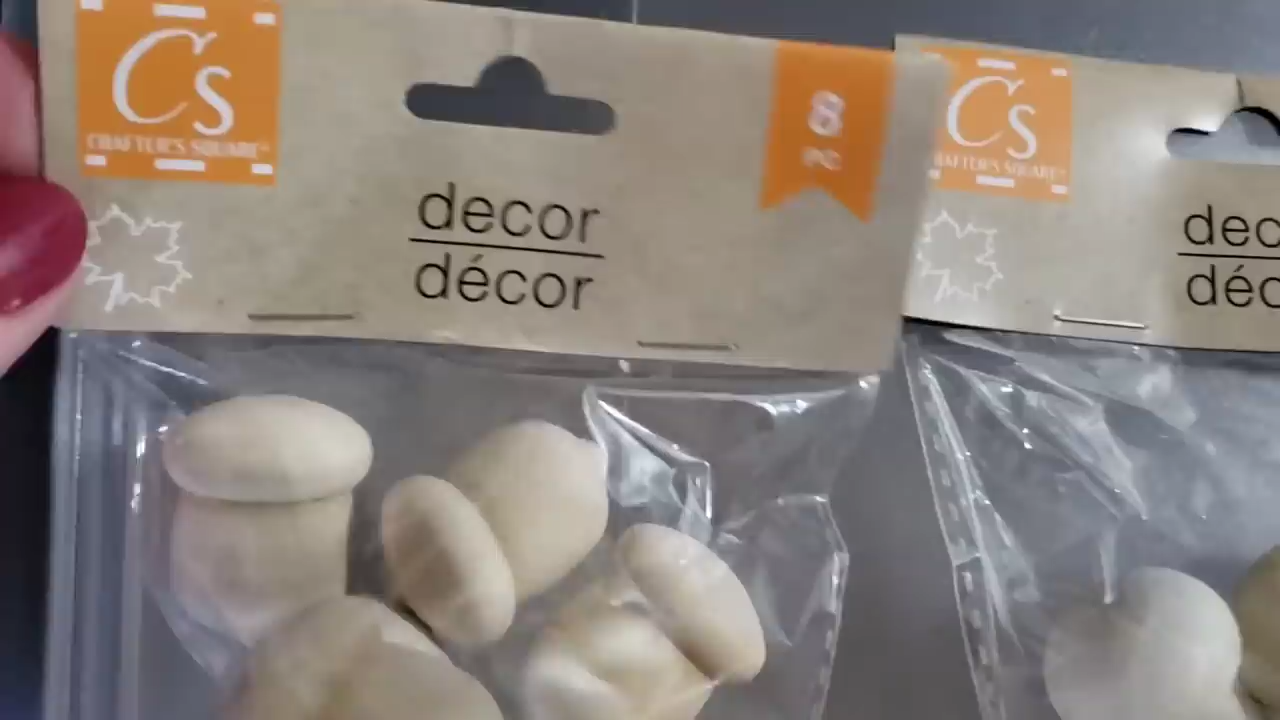 Cs
CRAFTER'S SQUARE
8
PC.
decor
décor
Cs
CRAFTER'S SQUARE
dec
déc